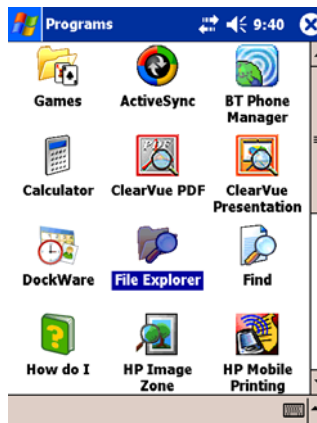 Programs 9:40
Games ActiveSync BT Phone
Manager
Calculator ClearVue PDF ClearVue
Presentation
DockWare File Explorer Find
How do I HP Image HP Mobile
Zone Printing